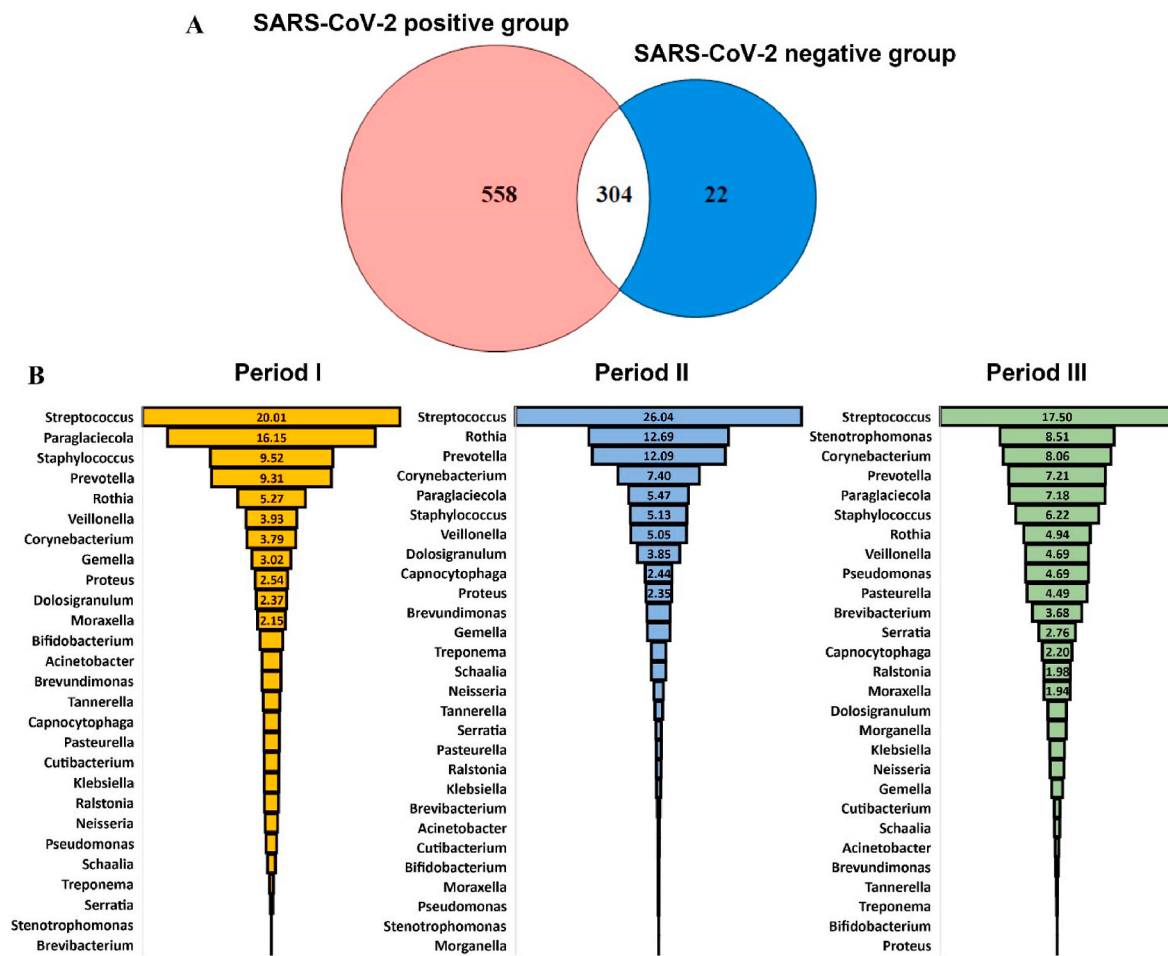 A
SARS-CoV-2 positive group
SARS-CoV-2 negative group
558
304
22
B
Period I
Streptococcus 20.01
Paraglaciecola 16.15
Staphylococcus 9.52
Prevotella 9.31
Rothia 5.27
Veillonella 3.93
Corynebacterium 3.79
Gemella 3.02
Proteus 2.54
Dolosigranulum 2.37
Moraxella 2.15
Bifidobacterium
Acinetobacter
Brevundimonas
Tannerella
Capnocytophaga
Pasteurella
Cutibacterium
Klebsiella
Ralstonia
Neisseria
Pseudomonas
Schaalia
Treponema
Serratia
Stenotrophomonas
Brevibacterium
Period II
Streptococcus 26.04
Rothia 12.69
Prevotella 12.09
Corynebacterium 7.40
Paraglaciecola 5.47
Staphylococcus 5.13
Veillonella 5.05
Dolosigranulum 3.85
Capnocytophaga 2.44
Proteus 2.35
Brevundimonas
Gemella
Treponema
Schaalia
Neisseria
Tannerella
Serratia
Pasteurella
Ralstonia
Klebsiella
Brevibacterium
Acinetobacter
Cutibacterium
Bifidobacterium
Moraxella
Pseudomonas
Stenotrophomonas
Morganella
Period III
Streptococcus 17.50
Stenotrophomonas 8.51
Corynebacterium 8.06
Prevotella 7.21
Paraglaciecola 7.18
Staphylococcus 6.22
Rothia 4.94
Veillonella 4.69
Pseudomonas 4.69
Pasteurella 4.49
Brevibacterium 3.68
Serratia 2.76
Capnocytophaga 2.20
Ralstonia 1.98
Moraxella 1.94
Dolosigranulum
Morganella
Klebsiella
Neisseria
Gemella
Cutibacterium
Schaalia
Acinetobacter
Brevundimonas
Tannerella
Treponema
Bifidobacterium
Proteus